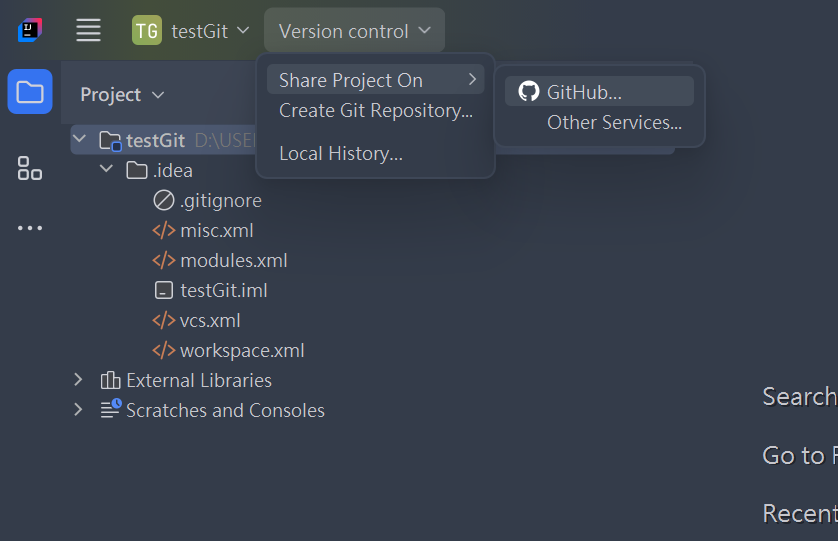 IJ
TG testGit Version control
Project
Share Project On
GitHub...
Create Git Repository...
Other Services...
Local History...
testGit D:\USE
.idea
.gitignore
misc.xml
modules.xml
testGit.iml
vcs.xml
workspace.xml
External Libraries
Scratches and Consoles
Search
Go to
Recent